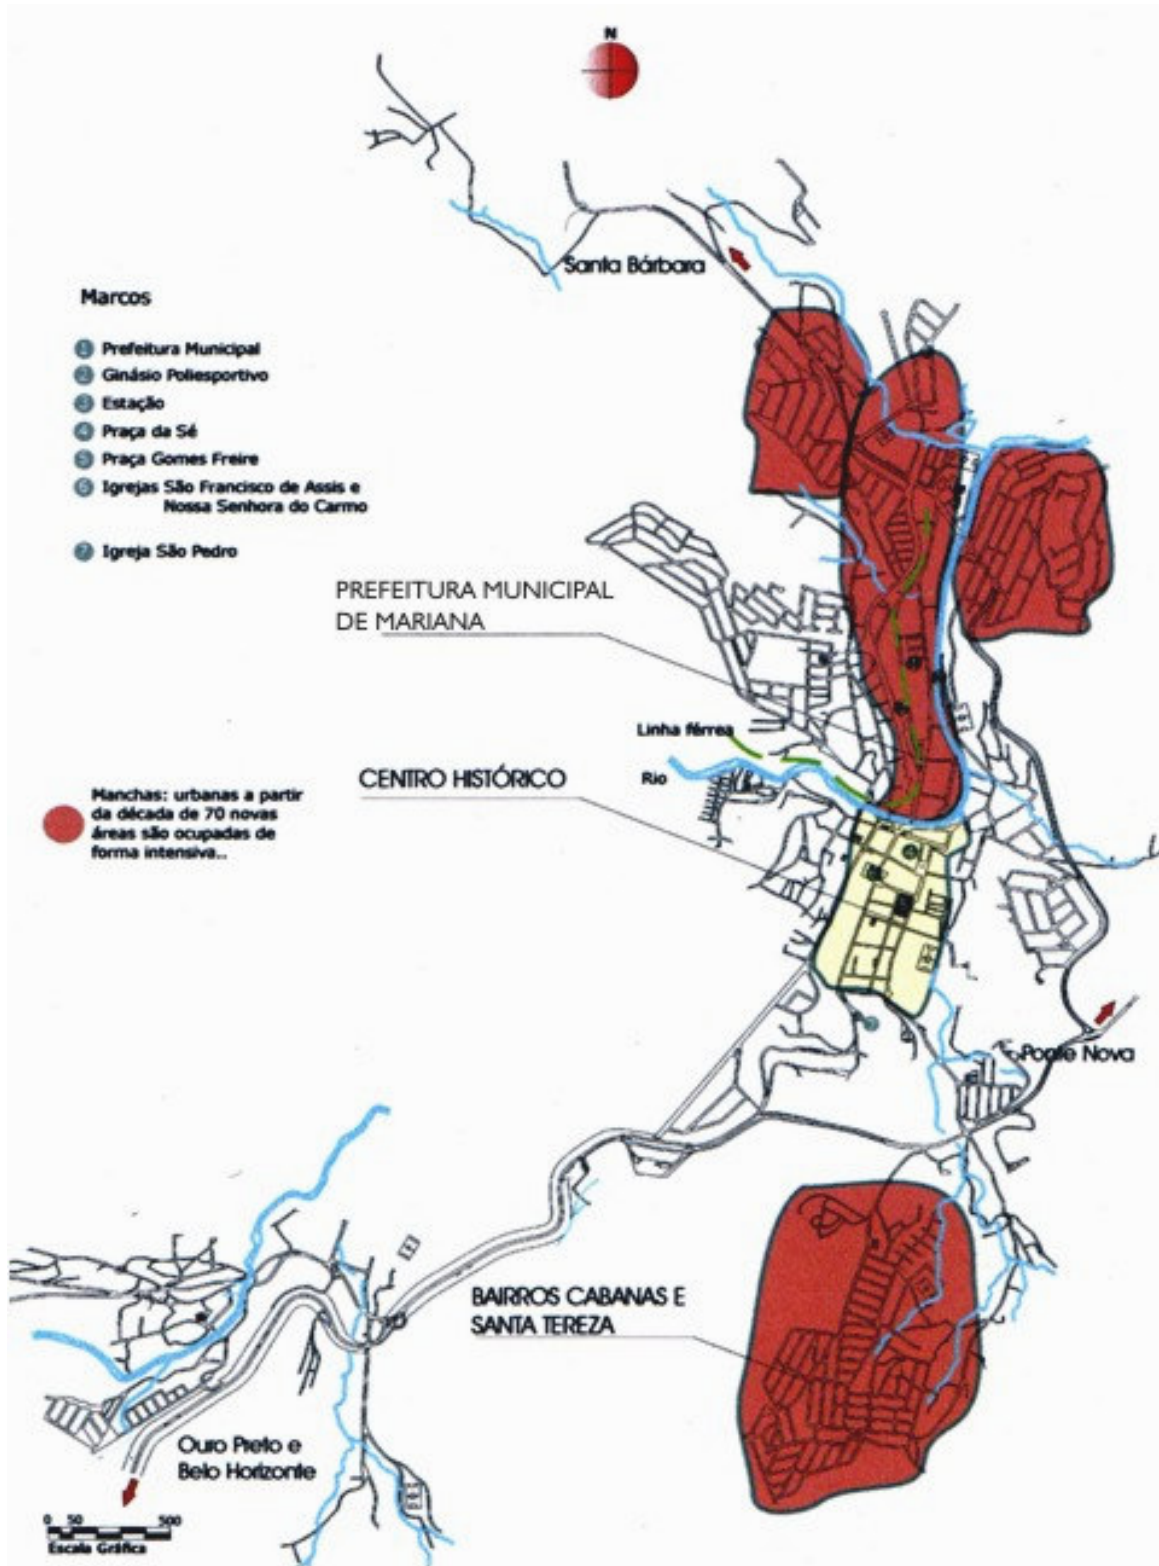 N
Santa Bárbara
Marcos
1 Prefeitura Municipal
2 Ginásio Poliesportivo
3 Estação
4 Praça da Sé
5 Praça Gomes Freire
6 Igrejas São Francisco de Assis e
Nossa Senhora do Carmo
7 Igreja São Pedro
PREFEITURA MUNICIPAL
DE MARIANA
Linha férrea
CENTRO HISTÓRICO
Rio
Manchas: urbanas a partir
da década de 70 novas
áreas são ocupadas de
forma intensiva..
Ponte Nova
BAIRROS CABANAS E
SANTA TEREZA
Ouro Preto e
Belo Horizonte
0 50 500
Escala Gráfica